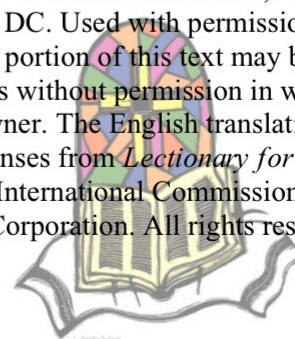 DC. Used with permissio
portion of this text may b
s without permission in w
ner. The English translati
nses from Lectionary for
International Commission
Corporation. All rights res